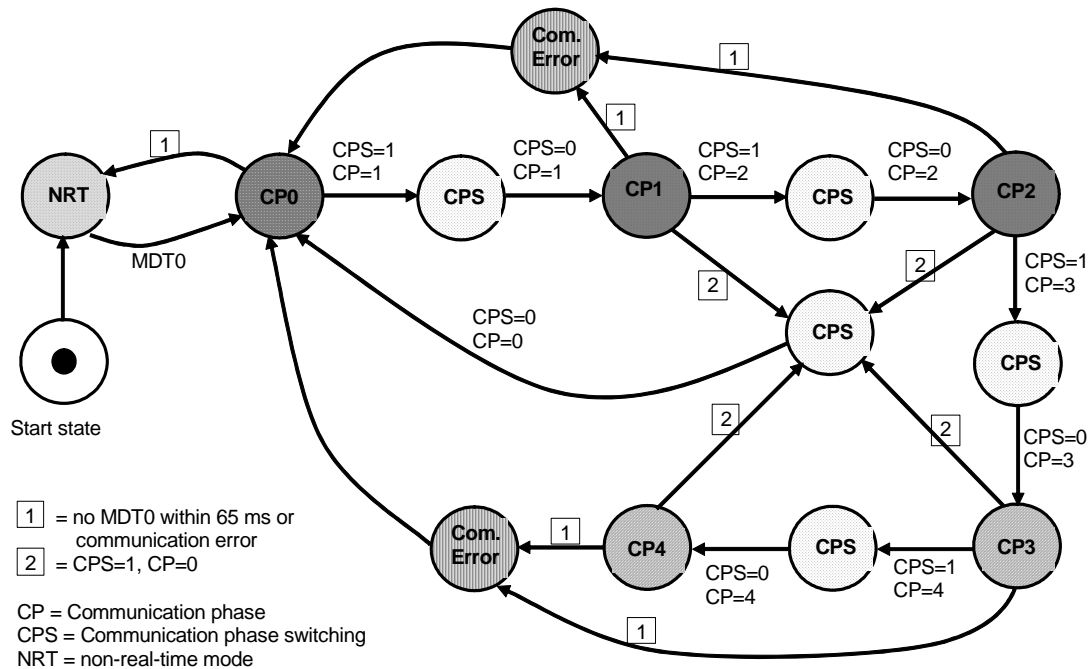 Com.
Error
1
1
1
CPS=1
CP=1
CPS=0
CP=1
CPS=1
CP=2
CPS=0
CP=2
NRT
CP0
CPS
CP1
CPS
CP2
MDT0
2
2
CPS=1
CP=3
CPS=0
CP=0
CPS
CPS
Start state
2
2
CPS=0
CP=3
1 = no MDT0 within 65 ms or
communication error
2 = CPS=1, CP=0
Com.
Error
1
CP4
CPS
CP3
CPS=0
CP=4
CPS=1
CP=4
1
CP = Communication phase
CPS = Communication phase switching
NRT = non-real-time mode